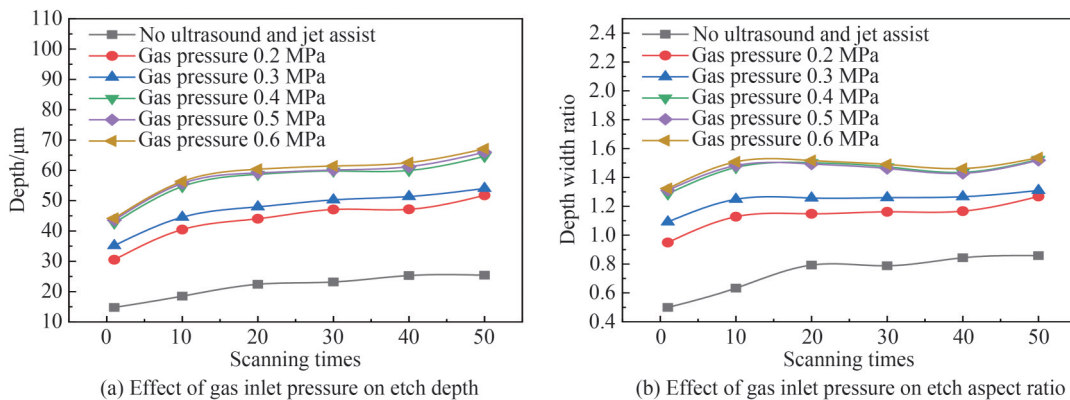 110
100
90
80
70
60
50
40
30
20
10
Depth/μm
No ultrasound and jet assist
Gas pressure 0.2 MPa
Gas pressure 0.3 MPa
Gas pressure 0.4 MPa
Gas pressure 0.5 MPa
Gas pressure 0.6 MPa
0 10 20 30 40 50
Scanning times
(a) Effect of gas inlet pressure on etch depth
2.4
2.2
2.0
1.8
1.6
1.4
1.2
1.0
0.8
0.6
0.4
Depth width ratio
No ultrasound and jet assist
Gas pressure 0.2 MPa
Gas pressure 0.3 MPa
Gas pressure 0.4 MPa
Gas pressure 0.5 MPa
Gas pressure 0.6 MPa
0 10 20 30 40 50
Scanning times
(b) Effect of gas inlet pressure on etch aspect ratio